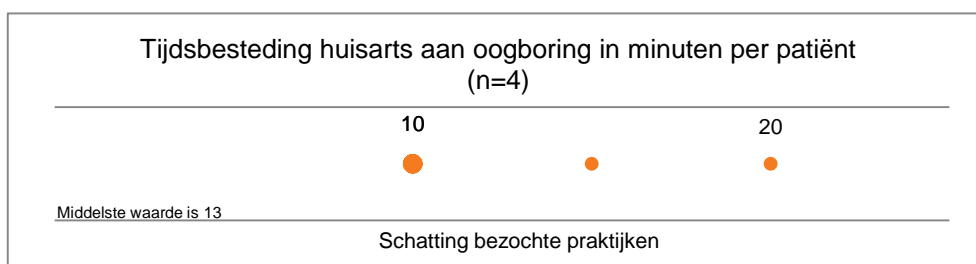 Tijdsbesteding huisarts aan oogboring in minuten per patiënt
(n=4)
10 20
Middelste waarde is 13
Schatting bezochte praktijken